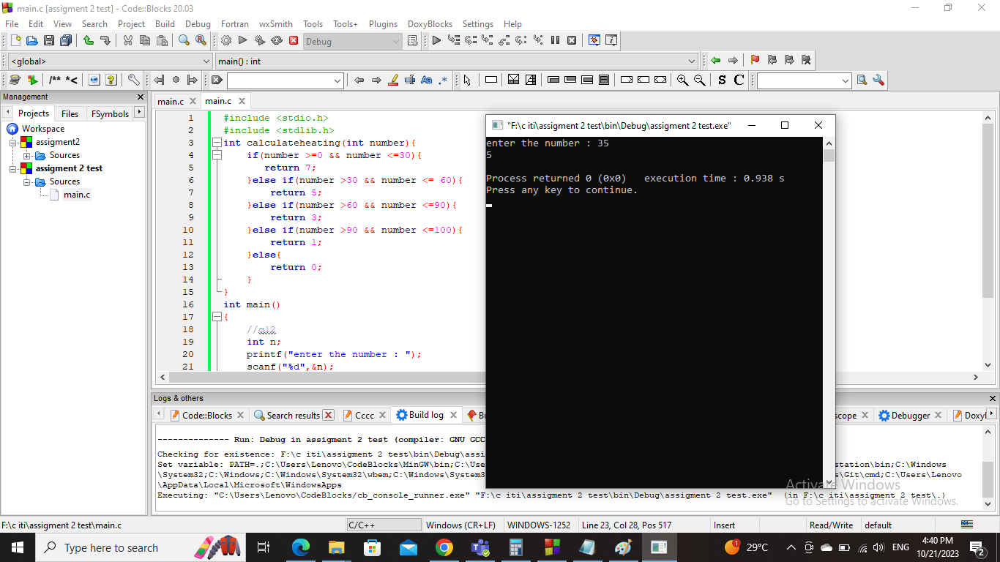 main.c [assigment 2 test] - Code::Blocks 20.03
File Edit View Search Project Build Debug Fortran wxSmith Tools Tools+ Plugins DoxyBlocks Settings Help
Debug
<global>
main() : int
/** *< Aa .* S C
Management
Projects Files FSymbols
Workspace
assigment2
Sources
assigment 2 test
Sources
main.c
main.c main.c
1 #include <stdio.h>
2 #include <stdlib.h>
3 int calculateheating(int number){
4 if(number >=0 && number <=30){
5 return 7;
6 }else if(number >30 && number <= 60){
7 return 5;
8 }else if(number >60 && number <=90){
9 return 3;
10 }else if(number >90 && number <=100){
11 return 1;
12 }else{
13 return 0;
14 }
15 }
16 int main()
17 {
18 //q12
19 int n;
20 printf("enter the number : ");
21 scanf("%d",&n);
"F:\c iti\assigment 2 test\bin\Debug\assigment 2 test.exe"
enter the number : 35
5
Process returned 0 (0x0) execution time : 0.938 s
Press any key to continue.
Logs & others
Code::Blocks Search results Cccc Build log Bu scope Debugger Doxyl
-------------- Run: Debug in assigment 2 test (compiler: GNU GCC
Checking for existence: F:\c iti\assigment 2 test\bin\Debug\assi
Set variable: PATH=.;C:\Users\Lenovo\CodeBlocks\MinGW\bin;C:\Use station\bin;C:\Windows
\System32;C:\Windows;C:\Windows\System32\wbem;C:\Windows\System3 s\Git\cmd;C:\Users\Lenovo
\AppData\Local\Microsoft\WindowsApps
Executing: "C:\Users\Lenovo\CodeBlocks/cb_console_runner.exe" "F:\c iti\assigment 2 test\bin\Debug\assigment 2 test.exe" (in F:\c iti\assigment 2 test\.)
Activate Windows
Go to Settings to activate Windows.
F:\c iti\assigment 2 test\main.c C/C++ Windows (CR+LF) WINDOWS-1252 Line 23, Col 28, Pos 517 Insert Read/Write default
Type here to search
29°C ENG
4:40 PM
10/21/2023
2